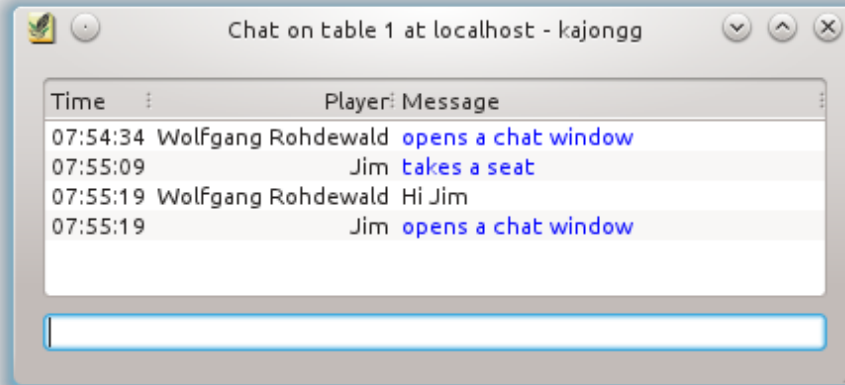 Chat on table 1 at localhost - kajongg
Time Player Message
07:54:34 Wolfgang Rohdewald opens a chat window
07:55:09 Jim takes a seat
07:55:19 Wolfgang Rohdewald Hi Jim
07:55:19 Jim opens a chat window